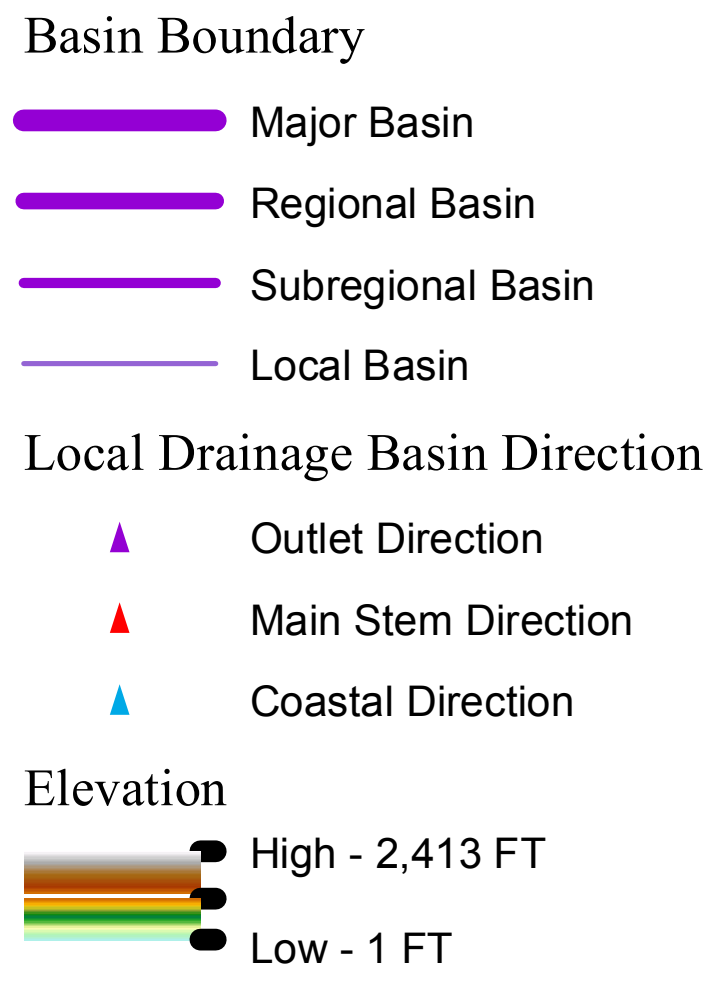 Basin Boundary
Major Basin
Regional Basin
Subregional Basin
Local Basin
Local Drainage Basin Direction
Outlet Direction
Main Stem Direction
Coastal Direction
Elevation
High - 2,413 FT
Low - 1 FT